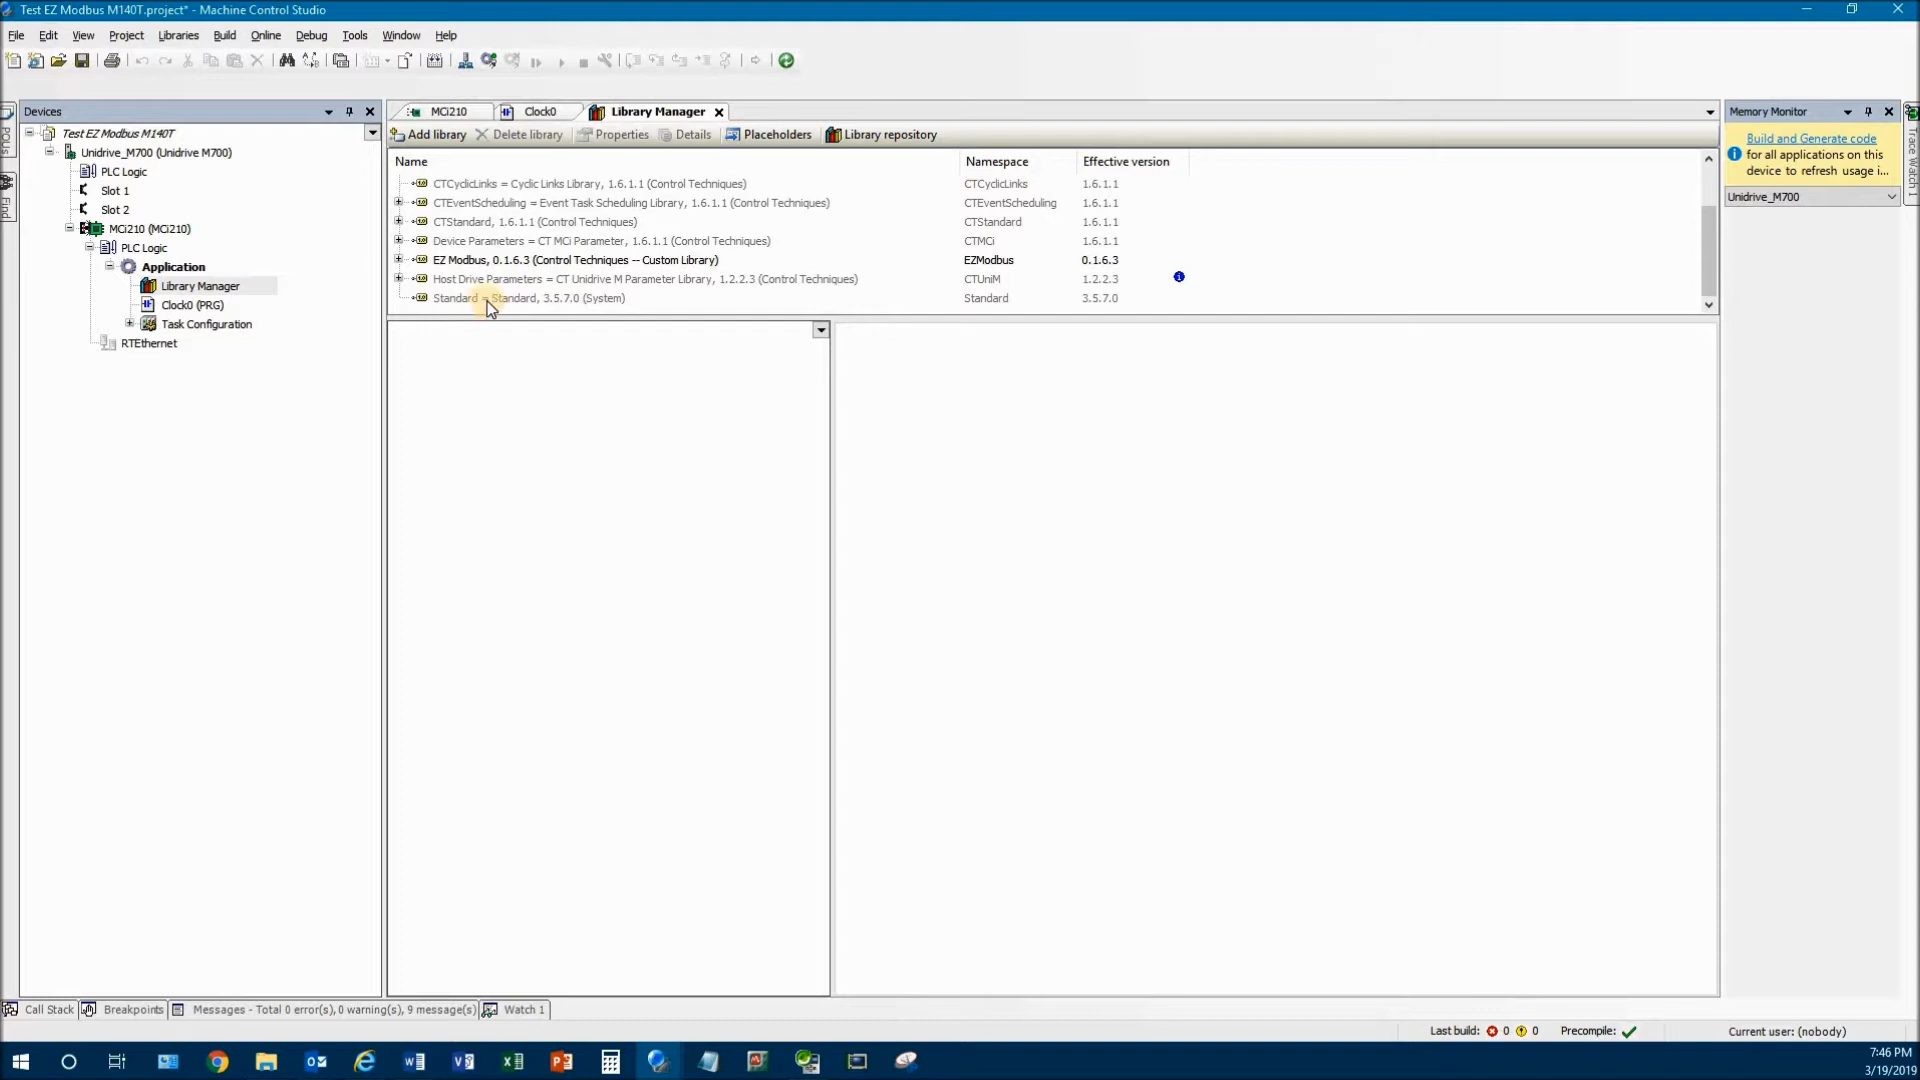 Test EZ Modbus M140T.project* - Machine Control Studio
File Edit View Project Libraries Build Online Debug Tools Window Help
Devices
Test EZ Modbus M140T
Unidrive_M700 (Unidrive M700)
PLC Logic
Slot 1
Slot 2
MCi210 (MCi210)
PLC Logic
Application
Library Manager
Clock0 (PRG)
Task Configuration
RTEthernet
POUs
Find
MCi210 Clock0 Library Manager
Add library Delete library Properties Details Placeholders Library repository
Name Namespace Effective version
CTCyclicLinks = Cyclic Links Library, 1.6.1.1 (Control Techniques) CTCyclicLinks 1.6.1.1
CTEventScheduling = Event Task Scheduling Library, 1.6.1.1 (Control Techniques) CTEventScheduling 1.6.1.1
CTStandard, 1.6.1.1 (Control Techniques) CTStandard 1.6.1.1
Device Parameters = CT MCi Parameter, 1.6.1.1 (Control Techniques) CTMCi 1.6.1.1
EZ Modbus, 0.1.6.3 (Control Techniques -- Custom Library) EZModbus 0.1.6.3
Host Drive Parameters = CT Unidrive M Parameter Library, 1.2.2.3 (Control Techniques) CTUniM 1.2.2.3
Standard = Standard, 3.5.7.0 (System) Standard 3.5.7.0
Memory Monitor
Build and Generate code
for all applications on this
device to refresh usage i...
Unidrive_M700
Trace Watch 1
Call Stack Breakpoints Messages - Total 0 error(s), 0 warning(s), 9 message(s) Watch 1
Last build: 0 0 Precompile: Current user: (nobody)
7:46 PM
3/19/2019